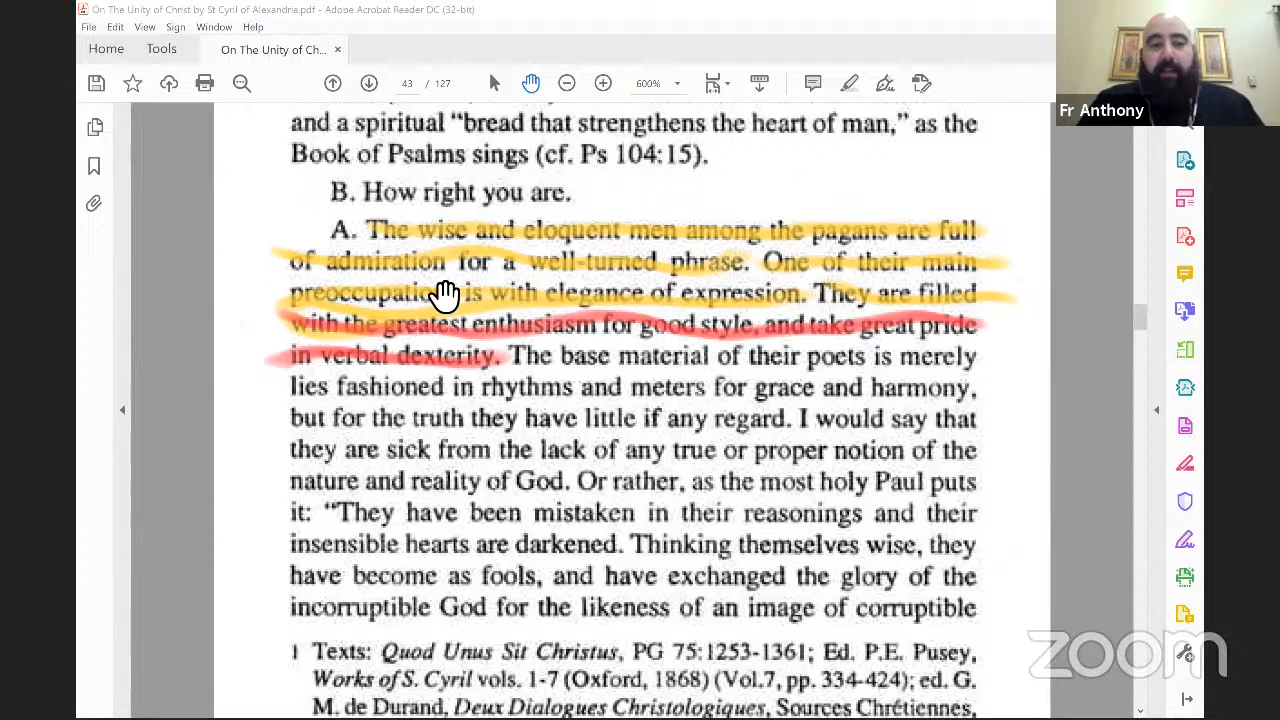 On The Unity of Christ by St Cyril of Alexandria.pdf - Adobe Acrobat Reader DC (32-bit)
File Edit View Sign Window Help
Home Tools On The Unity of Ch... ×
43 / 127 600%
Fr Anthony
and a spiritual “bread that strengthens the heart of man,” as the
Book of Psalms sings (cf. Ps 104:15).
B. How right you are.
A. The wise and eloquent men among the pagans are full
of admiration for a well-turned phrase. One of their main
is with elegance of expression. They are filled
with the greatest enthusiasm for good style, and take great pride
in verbal dexterity. The base material of their poets is merely
lies fashioned in rhythms and meters for grace and harmony,
but for the truth they have little if any regard. I would say that
they are sick from the lack of any true or proper notion of the
nature and reality of God. Or rather, as the most holy Paul puts
it: “They have been mistaken in their reasonings and their
insensible hearts are darkened. Thinking themselves wise, they
have become as fools, and have exchanged the glory of the
incorruptible God for the likeness of an image of corruptible
1 Texts: Quod Unus Sit Christus, PG 75:1253-1361; Ed. P.E. Pusey,
Works of S. Cyril vols. 1-7 (Oxford, 1868) (Vol.7, pp. 334-424); ed. G.
M. de Durand, Deux Dialogues Christologiques, Sources Chrétiennes,
zoom